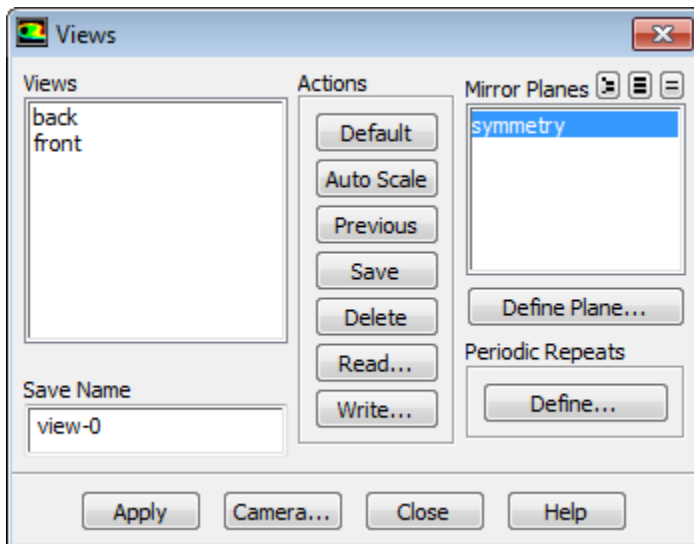 Views
Views
back
front
Save Name
view-0
Actions
Default
Auto Scale
Previous
Save
Delete
Read...
Write...
Mirror Planes
symmetry
Define Plane...
Periodic Repeats
Define...
Apply
Camera...
Close
Help